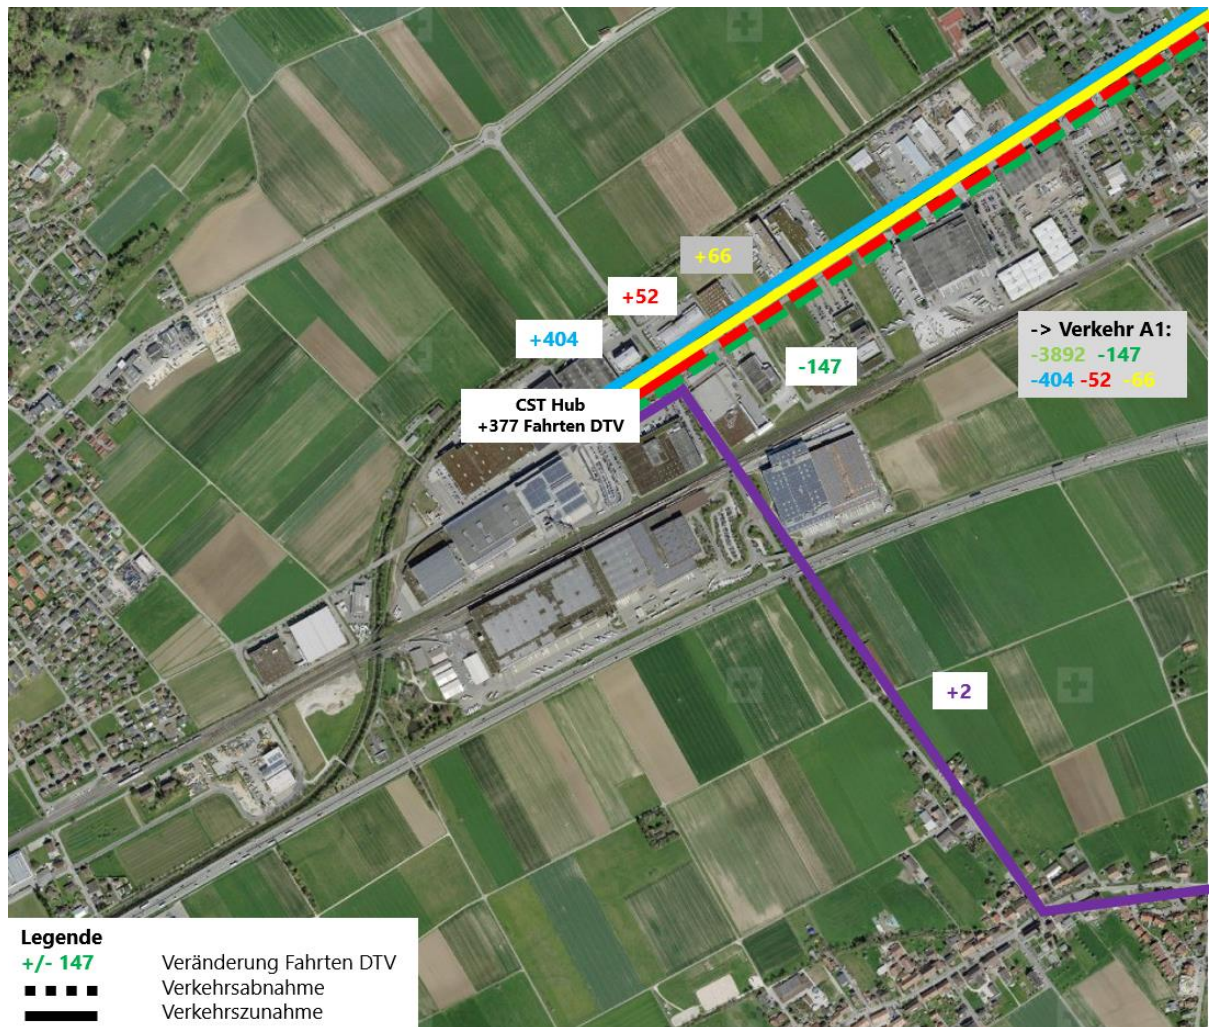 +66
+52
+404
-> Verkehr A1:
-3892 -147
-404 -52 -66
-147
CST Hub
+377 Fahrten DTV
+2
Legende
+/- 147 Veränderung Fahrten DTV
Verkehrsabnahme
Verkehrszunahme